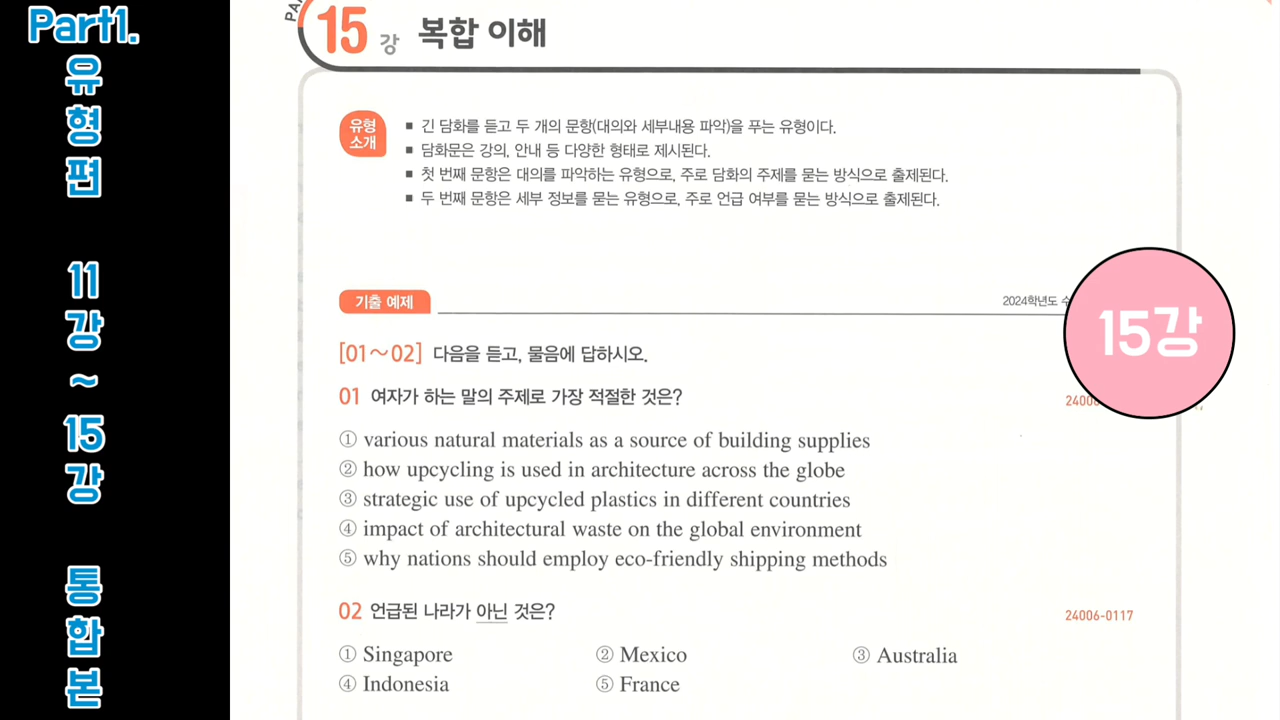 Part1.
유
형
편
11
강
~
15
강
통
합
본
15 강 복합 이해
유형
소개
■ 긴 담화를 듣고 두 개의 문항(대의와 세부내용 파악)을 푸는 유형이다.
■ 담화문은 강의, 안내 등 다양한 형태로 제시된다.
■ 첫 번째 문항은 대의를 파악하는 유형으로, 주로 담화의 주제를 묻는 방식으로 출제된다.
■ 두 번째 문항은 세부 정보를 묻는 유형으로, 주로 언급 여부를 묻는 방식으로 출제된다.
기출 예제
2024학년도
15강
[01～02] 다음을 듣고, 물음에 답하시오.
01 여자가 하는 말의 주제로 가장 적절한 것은?
① various natural materials as a source of building supplies
② how upcycling is used in architecture across the globe
③ strategic use of upcycled plastics in different countries
④ impact of architectural waste on the global environment
⑤ why nations should employ eco-friendly shipping methods
02 언급된 나라가 아닌 것은?
24006-0117
① Singapore ② Mexico ③ Australia
④ Indonesia ⑤ France